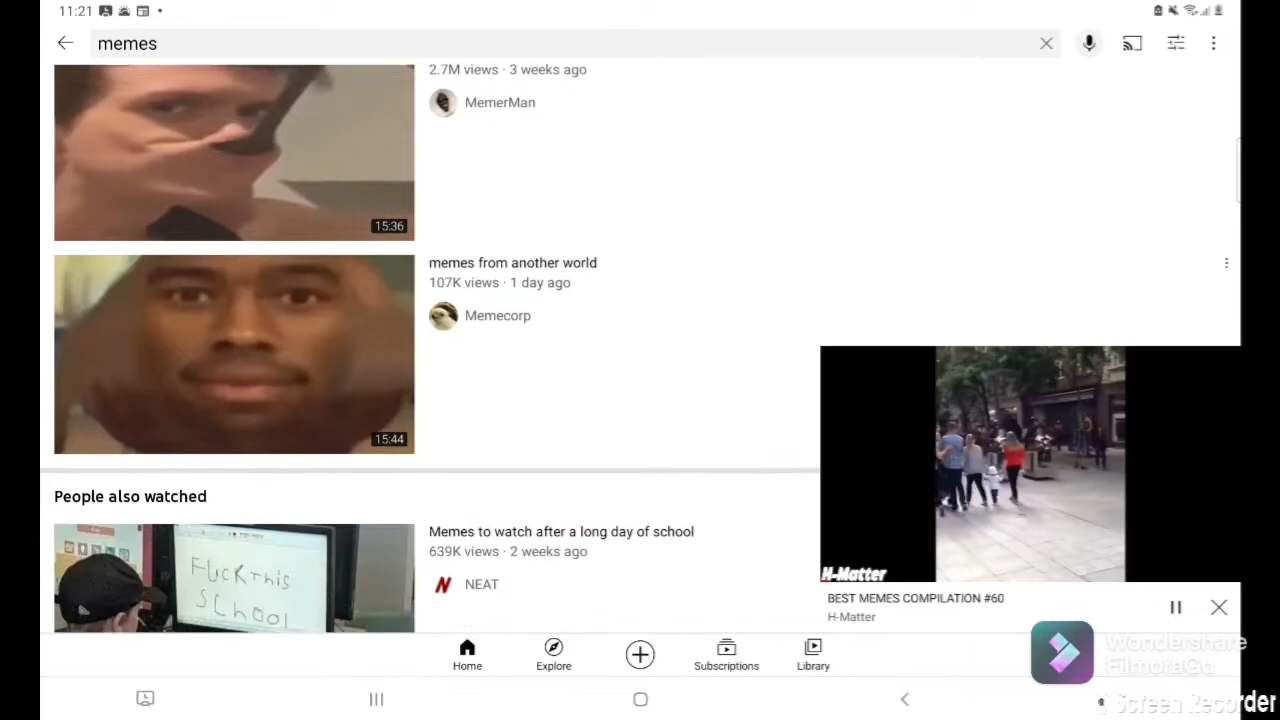 11:21
memes
2.7M views · 3 weeks ago
MemerMan
15:36
memes from another world
107K views · 1 day ago
Memecorp
15:44
People also watched
Memes to watch after a long day of school
639K views · 2 weeks ago
NEAT
FUCK THIS
SCHOOL
H-Matter
BEST MEMES COMPILATION #60
H-Matter
Home
Explore
Subscriptions
Library
Wondershare
FilmoraGo
Screen Recorder